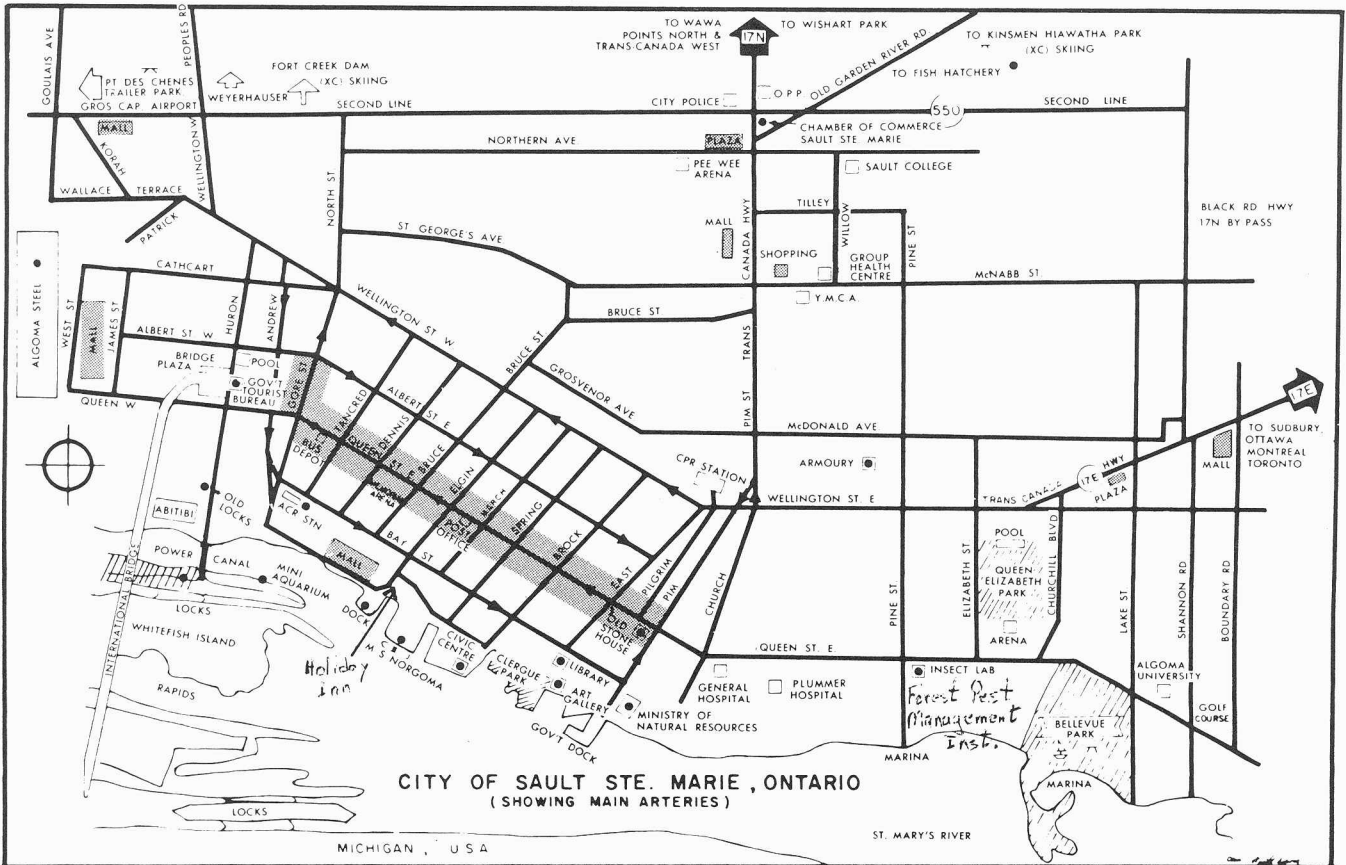 GOULAIS AVE
PEOPLES RD
PT DES CHENES
TRAILER PARK
GROS CAP. AIRPORT
WEYERHAUSER
FORT CREEK DAM
(XC) SKIING
SECOND LINE
TO WAWA
POINTS NORTH &
TRANS-CANADA WEST
17N
TO WISHART PARK
OLD GARDEN RIVER RD.
TO KINSMEN HIAWATHA PARK
(XC) SKIING
TO FISH HATCHERY
CITY POLICE
O P P
550
SECOND LINE
CHAMBER OF COMMERCE
SAULT STE. MARIE
MALL
KORAH
WELLINGTON W
WALLACE TERRACE
PATRICK
NORTH ST
NORTHERN AVE
PLAZA
PEE WEE
ARENA
SAULT COLLEGE
TILLEY
WILLOW
PINE ST
MALL
CANADA HWY
SHOPPING
GROUP
HEALTH
CENTRE
BLACK RD HWY
17N BY PASS
ST GEORGE'S AVE
McNABB ST.
Y.M.C.A.
ALGOMA STEEL
CATHCART
WEST ST
MALL
JAMES ST
ALBERT ST W
HURON
ANDREW
WELLINGTON ST W
BRUCE ST
BRUCE ST
TRANS
PIM ST
GROSVENOR AVE
BRIDGE
PLAZA
POOL
GOV'T
TOURIST
BUREAU
GORE ST
QUEEN W
TANCRED
ALBERT ST E
DENNIS
BUS
DEPOT
QUEEN ST E
BRUCE
MEMORIAL
ARENA
ELGIN
MARCH
POST
OFFICE
SPRING
BROCK
EAST
PILGRIM
PIM
CHURCH
OLD
STONE
HOUSE
McDONALD AVE
CPR STATION
ARMOURY
WELLINGTON ST. E
TRANS CANADA
17E
HWY
17E
TO SUDBURY
OTTAWA
MONTREAL
TORONTO
MALL
PLAZA
OLD
LOCKS
ABITIBI
ACR STN
BAY ST
MALL
POWER CANAL
MINI
AQUARIUM
LOCKS
INTERNATIONAL BRIDGE
WHITEFISH ISLAND
RAPIDS
DOCK
Holiday
Inn
M S NORGOMA
CIVIC
CENTRE
CLERGUE
PARK
LIBRARY
ART
GALLERY
GOV'T DOCK
MINISTRY OF
NATURAL RESOURCES
QUEEN ST. E.
GENERAL
HOSPITAL
PLUMMER
HOSPITAL
PINE ST
ELIZABETH ST
POOL
QUEEN
ELIZABETH
PARK
ARENA
CHURCHILL BLVD
LAKE ST
SHANNON RD
BOUNDARY RD
INSECT LAB
Forest Pest
Management
Inst.
MARINA
BELLEVUE
PARK
MARINA
ALGOMA
UNIVERSITY
GOLF
COURSE
CITY OF SAULT STE. MARIE, ONTARIO
(SHOWING MAIN ARTERIES)
LOCKS
MICHIGAN, USA
ST. MARY'S RIVER